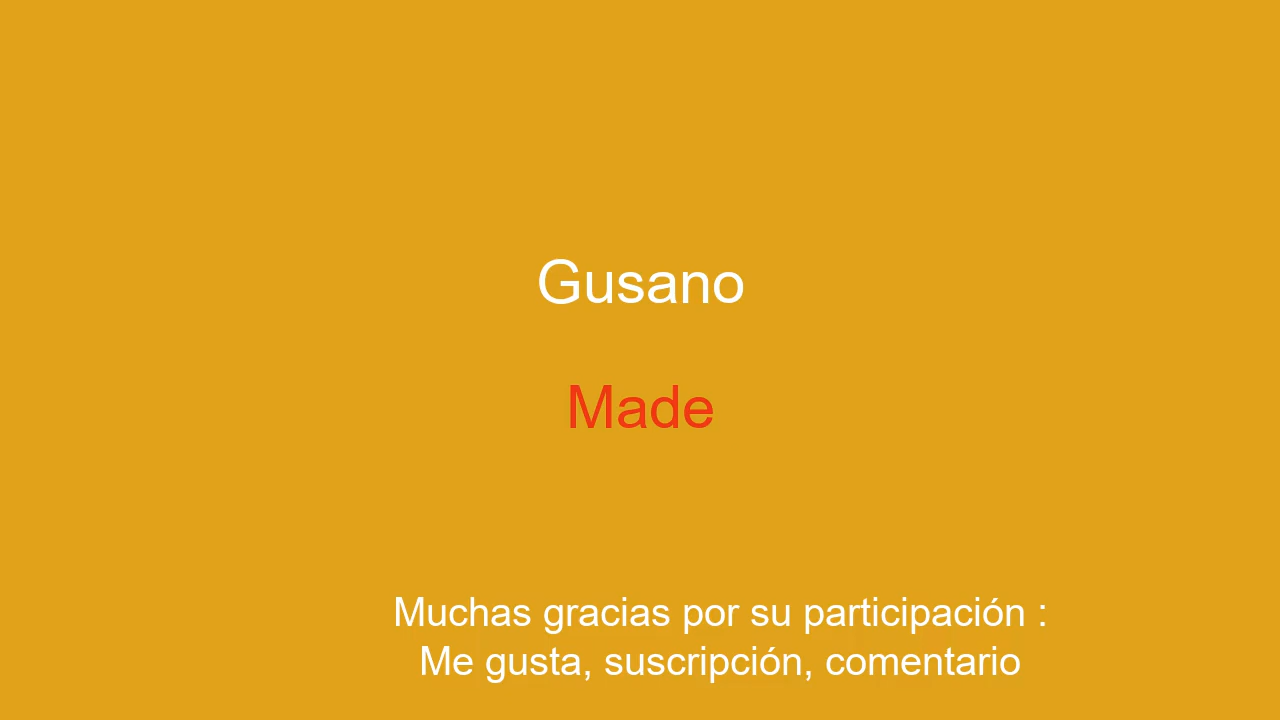 Gusano
Made
Muchas gracias por su participación :
Me gusta, suscripción, comentario